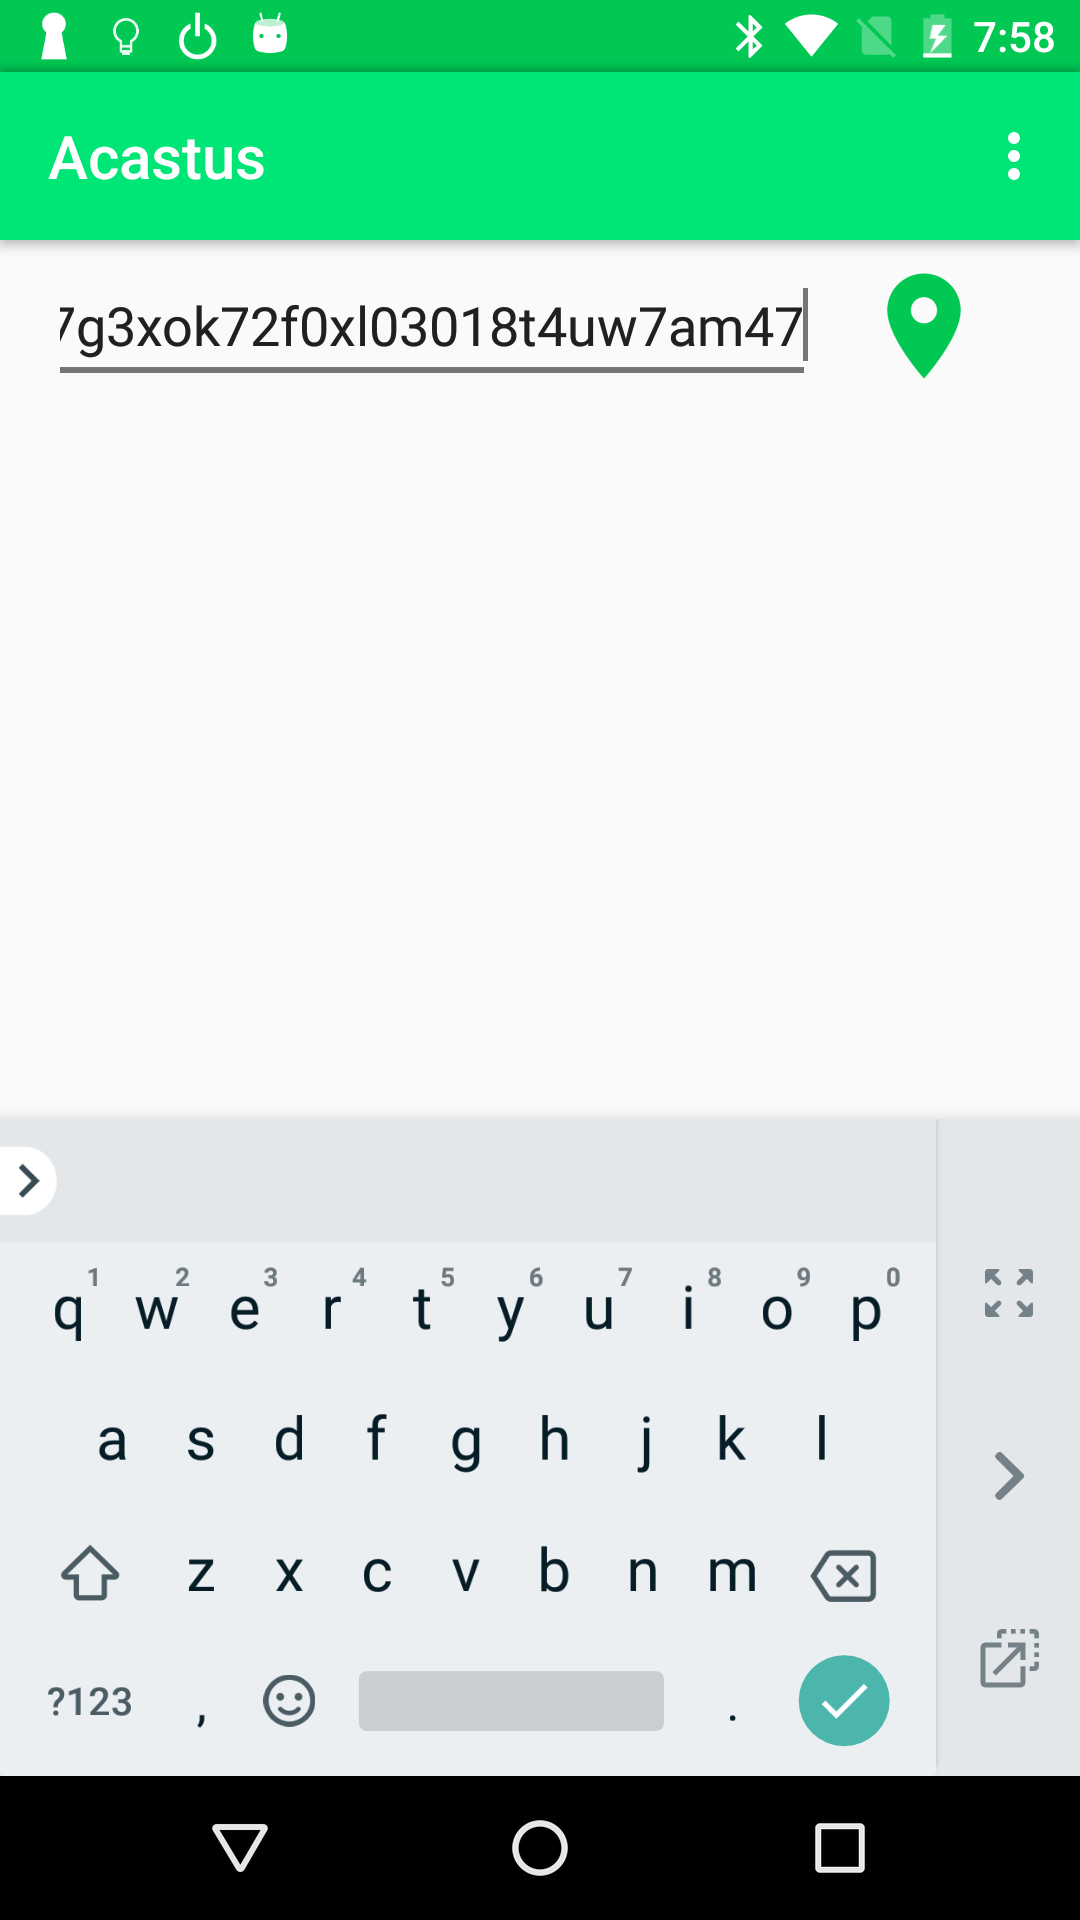 7:58
Acastus
7g3xok72f0xl03018t4uw7am47
1 2 3 4 5 6 7 8 9 0
q w e r t y u i o p
a s d f g h j k l
z x c v b n m
?123 , .